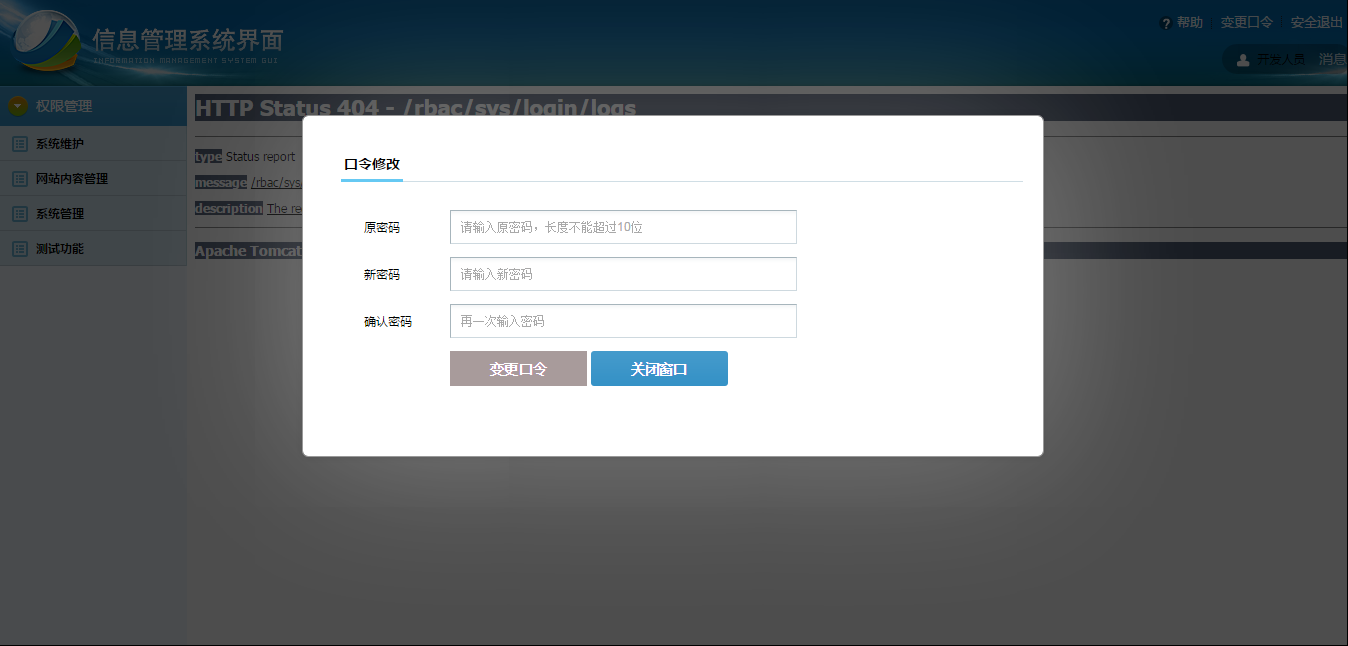 信息管理系统界面
INFORMATION MANAGEMENT SYSTEM GUI
? 帮助 变更口令 安全退出
开发人员 消息
权限管理
系统维护
网站内容管理
系统管理
测试功能
HTTP Status 404 - /rbac/sys/login/logs
type Status report
message /rbac/sys
description The re
Apache Tomcat
口令修改
原密码 请输入原密码，长度不能超过10位
新密码 请输入新密码
确认密码 再一次输入密码
变更口令 关闭窗口